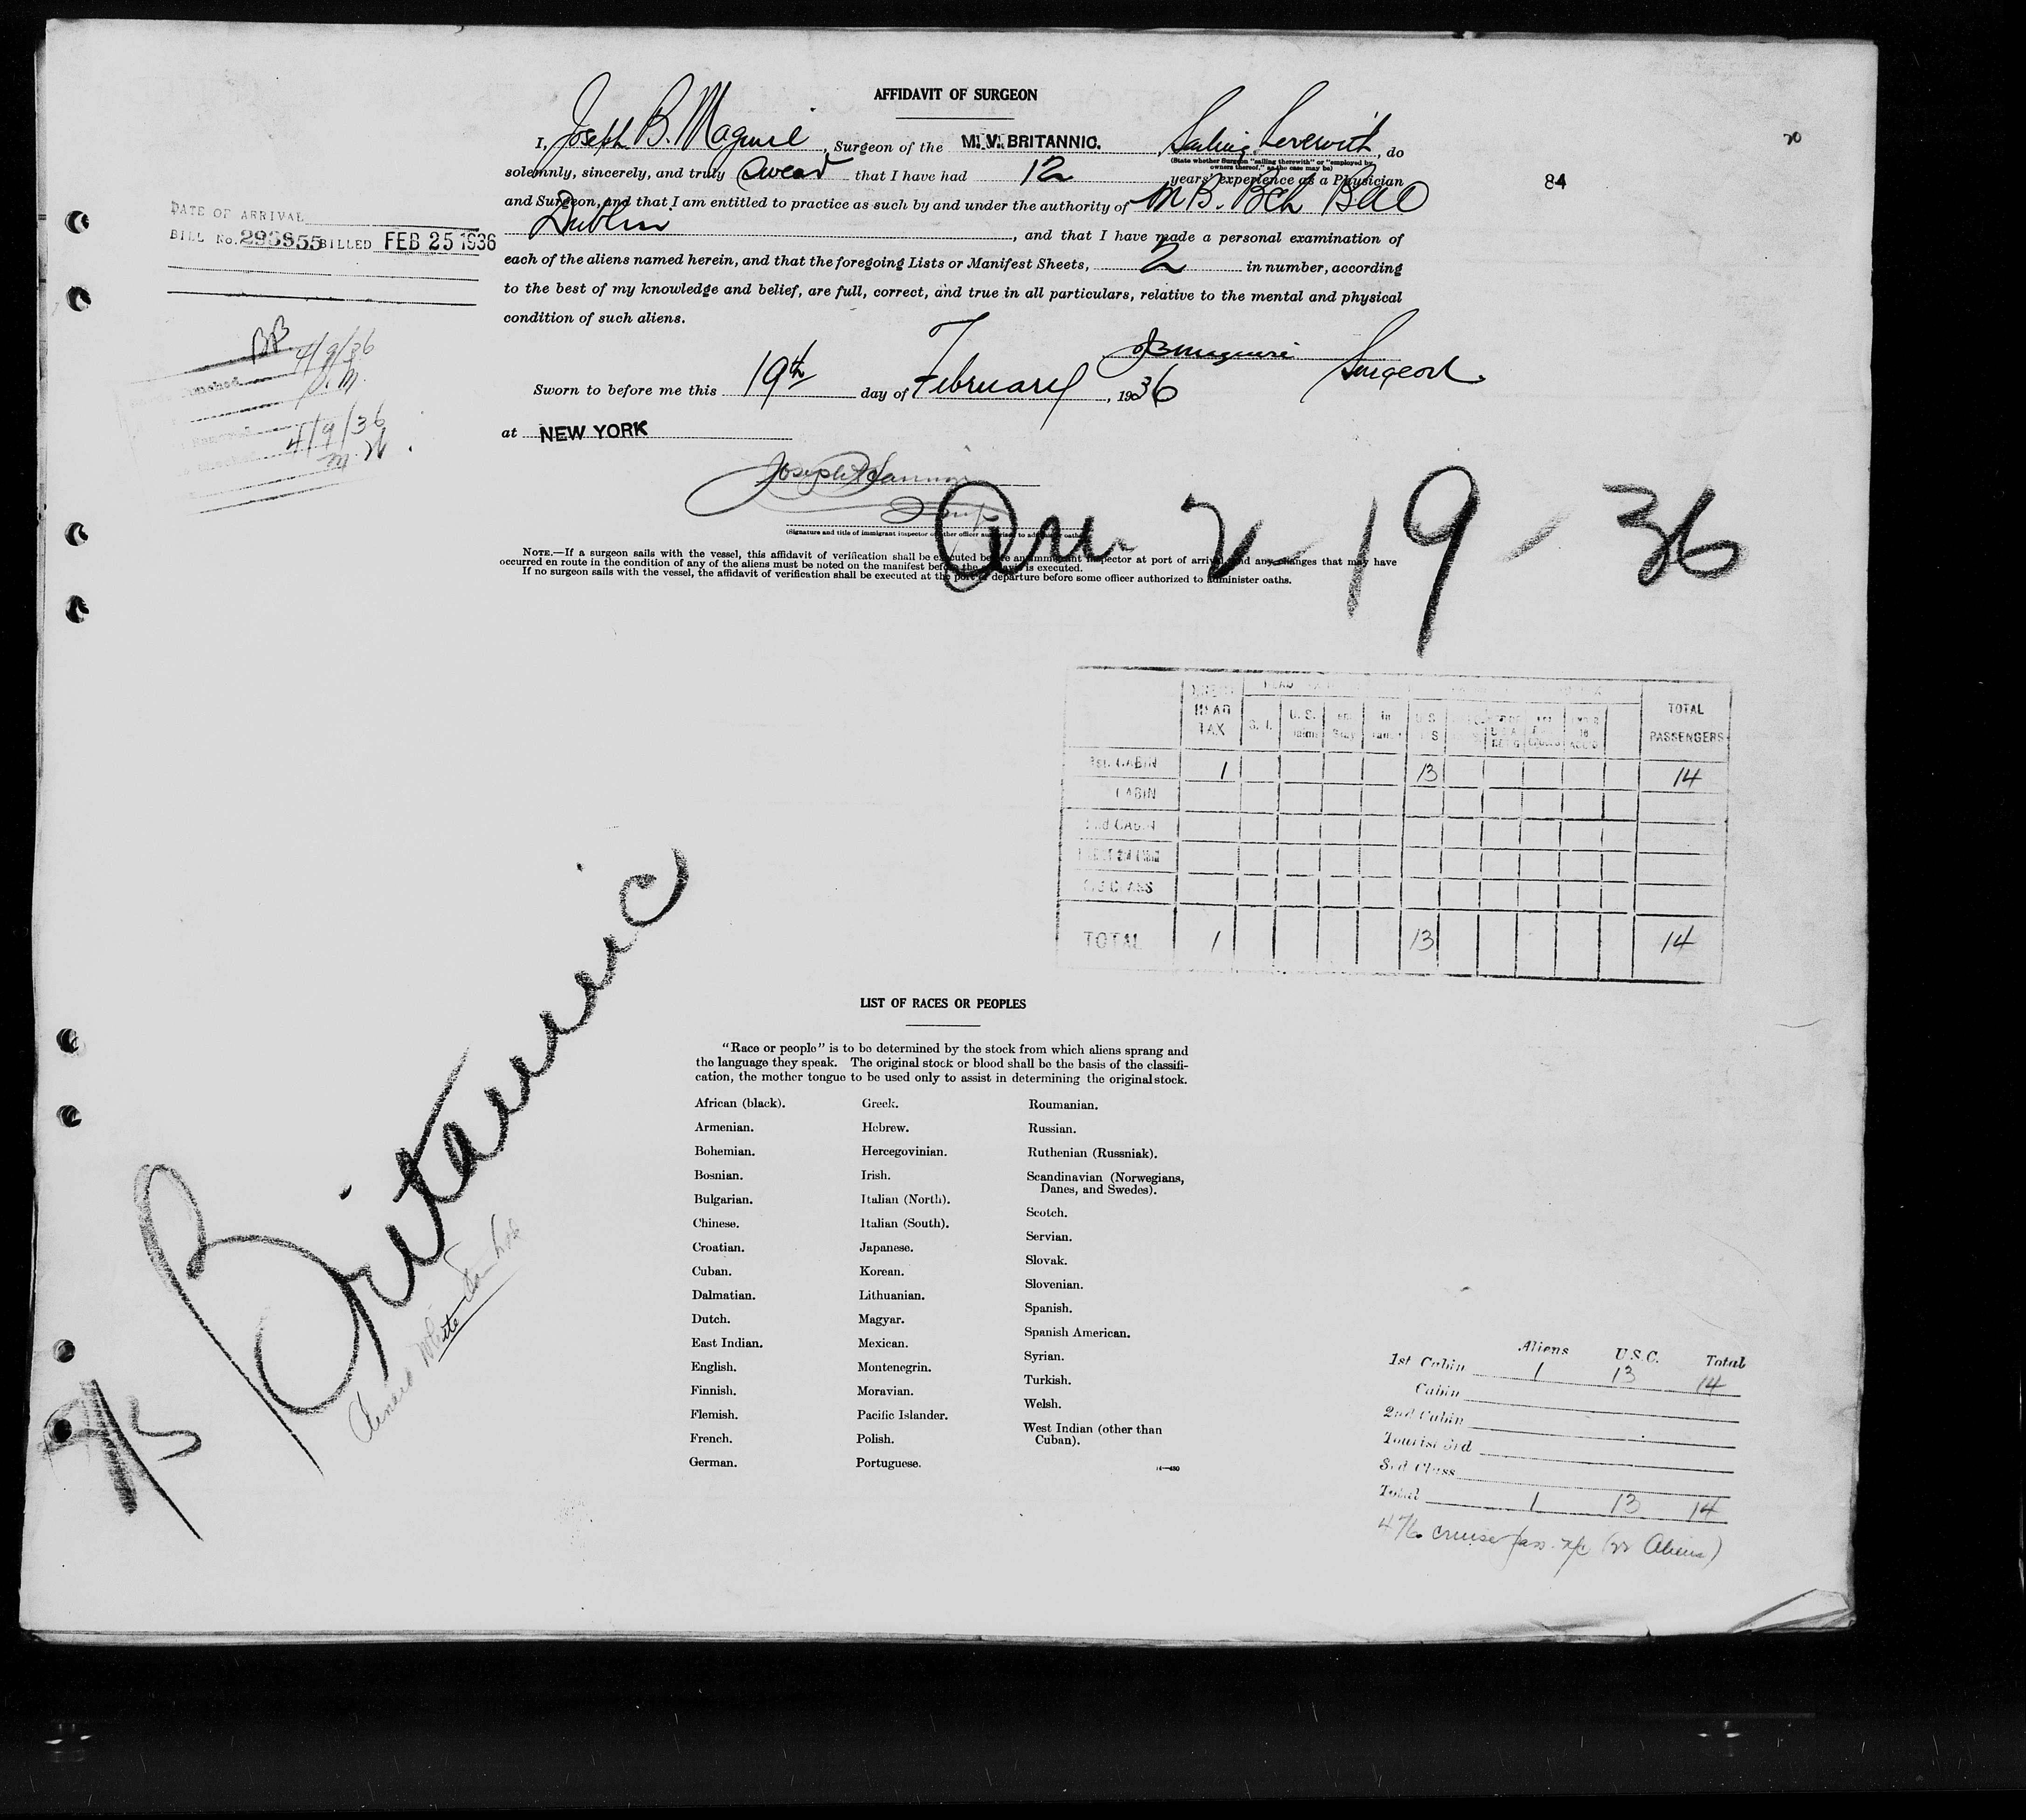 AFFIDAVIT OF SURGEON
20
I, Joseph B. Maguire, Surgeon of the M.V. BRITANNIC. Sailing therewith, do
(State whether Surgeon "sailing therewith" or "employed by owners thereof," as the case may be)
solemnly, sincerely, and truly swear that I have had 12 years' experience as a Physician
84
and Surgeon, and that I am entitled to practice as such by and under the authority of M B. BCh
Dublin, and that I have made a personal examination of
each of the aliens named herein, and that the foregoing Lists or Manifest Sheets, 2 in number, according
to the best of my knowledge and belief, are full, correct, and true in all particulars, relative to the mental and physical
condition of such aliens.
DATE OF ARRIVAL
BILL No. 293855 BILLED FEB 25 1936
4/9/36
4/9/36
JB Maguire Surgeon
Sworn to before me this 19th day of February, 1936
at NEW YORK
(Signature and title of immigrant inspector or other officer authorized to administer oaths)
2-19-36
NOTE.—If a surgeon sails with the vessel, this affidavit of verification shall be executed before an immigrant inspector at port of arrival, and any changes that may have
occurred en route in the condition of any of the aliens must be noted on the manifest before the affidavit is executed.
If no surgeon sails with the vessel, the affidavit of verification shall be executed at the port of departure before some officer authorized to administer oaths.
HEAD TAX
TOTAL PASSENGERS
1st CABIN 1 13 14
CABIN
2nd CABIN
3rd CLASS
TOTAL 1 13 14
Britannic
LIST OF RACES OR PEOPLES
"Race or people" is to be determined by the stock from which aliens sprang and
the language they speak. The original stock or blood shall be the basis of the classifi-
cation, the mother tongue to be used only to assist in determining the original stock.
African (black).
Armenian.
Bohemian.
Bosnian.
Bulgarian.
Chinese.
Croatian.
Cuban.
Dalmatian.
Dutch.
East Indian.
English.
Finnish.
Flemish.
French.
German.
Greek.
Hebrew.
Hercegovinian.
Irish.
Italian (North).
Italian (South).
Japanese.
Korean.
Lithuanian.
Magyar.
Mexican.
Montenegrin.
Moravian.
Pacific Islander.
Polish.
Portuguese.
Roumanian.
Russian.
Ruthenian (Russniak).
Scandinavian (Norwegians,
Danes, and Swedes).
Scotch.
Servian.
Slovak.
Slovenian.
Spanish.
Spanish American.
Syrian.
Turkish.
Welsh.
West Indian (other than
Cuban).
Aliens U.S.C. Total
1st Cabin 1 13 14
Cabin
2nd Cabin
Tourist 3rd
3rd Class
Total 1 13 14
476 cruise pass. (22 Aliens)